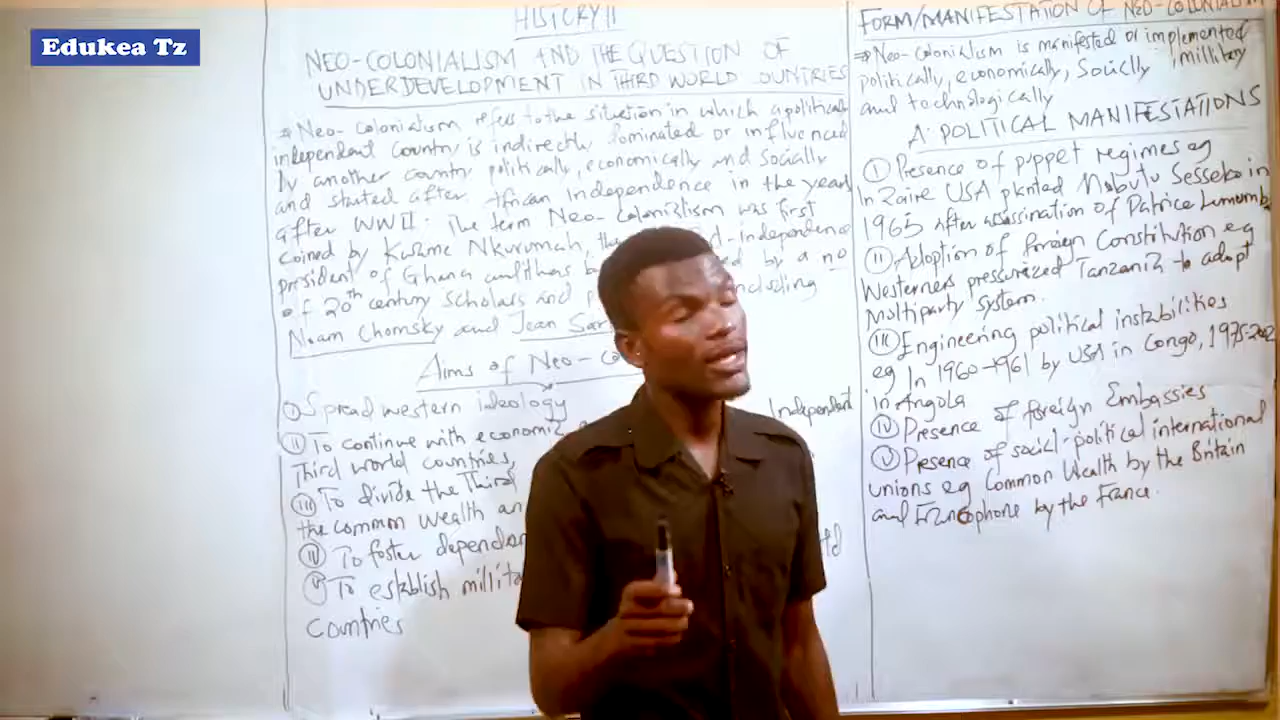 Edukea Tz
HISTORY II
NEO-COLONIALISM AND THE QUESTION OF
UNDERDEVELOPMENT IN THIRD WORLD COUNTRIES
⇒ Neo-colonialism refers to the situation in which a political
independent country is indirectly dominated or influenced
by another country politically, economically and socially
and started after African Independence in the years
after WWII. The term Neo-colonialism was first
coined by Kwame Nkurumah, the d-independence
president of Ghana and has b d by a no
of 20th century scholars and p including
Noam Chomsky and Jean Sar
Aims of Neo-co
(I) Spread western ideology
(II) To continue with economic Independent
Third world countries
(III) To divide the Third
the common wealth an
(IV) To foster dependen ld
(V) To establish millita
Countries
FORM/MANIFESTATION OF NEO-COLONIALISM
⇒ Neo-colonialism is manifested or implemented
politically, economically, Socially, millitary
and technologically
A: POLITICAL MANIFESTATIONS
(I) Presence of puppet regimes eg
In Zaire USA planted Mobutu Sesseko in
1965 after assassination of Patrice Lumumb
(II) Adoption of foreign Constitution eg
Westerners pressurized Tanzania to adopt
Multiparty System.
(III) Engineering political instabilities
eg In 1960-1961 by USA in Congo, 1975-2002
in Angola
(IV) Presence of foreign Embassies
(V) Presence of social-political international
unions eg Common Wealth by the Britain
and Francophone by the France.